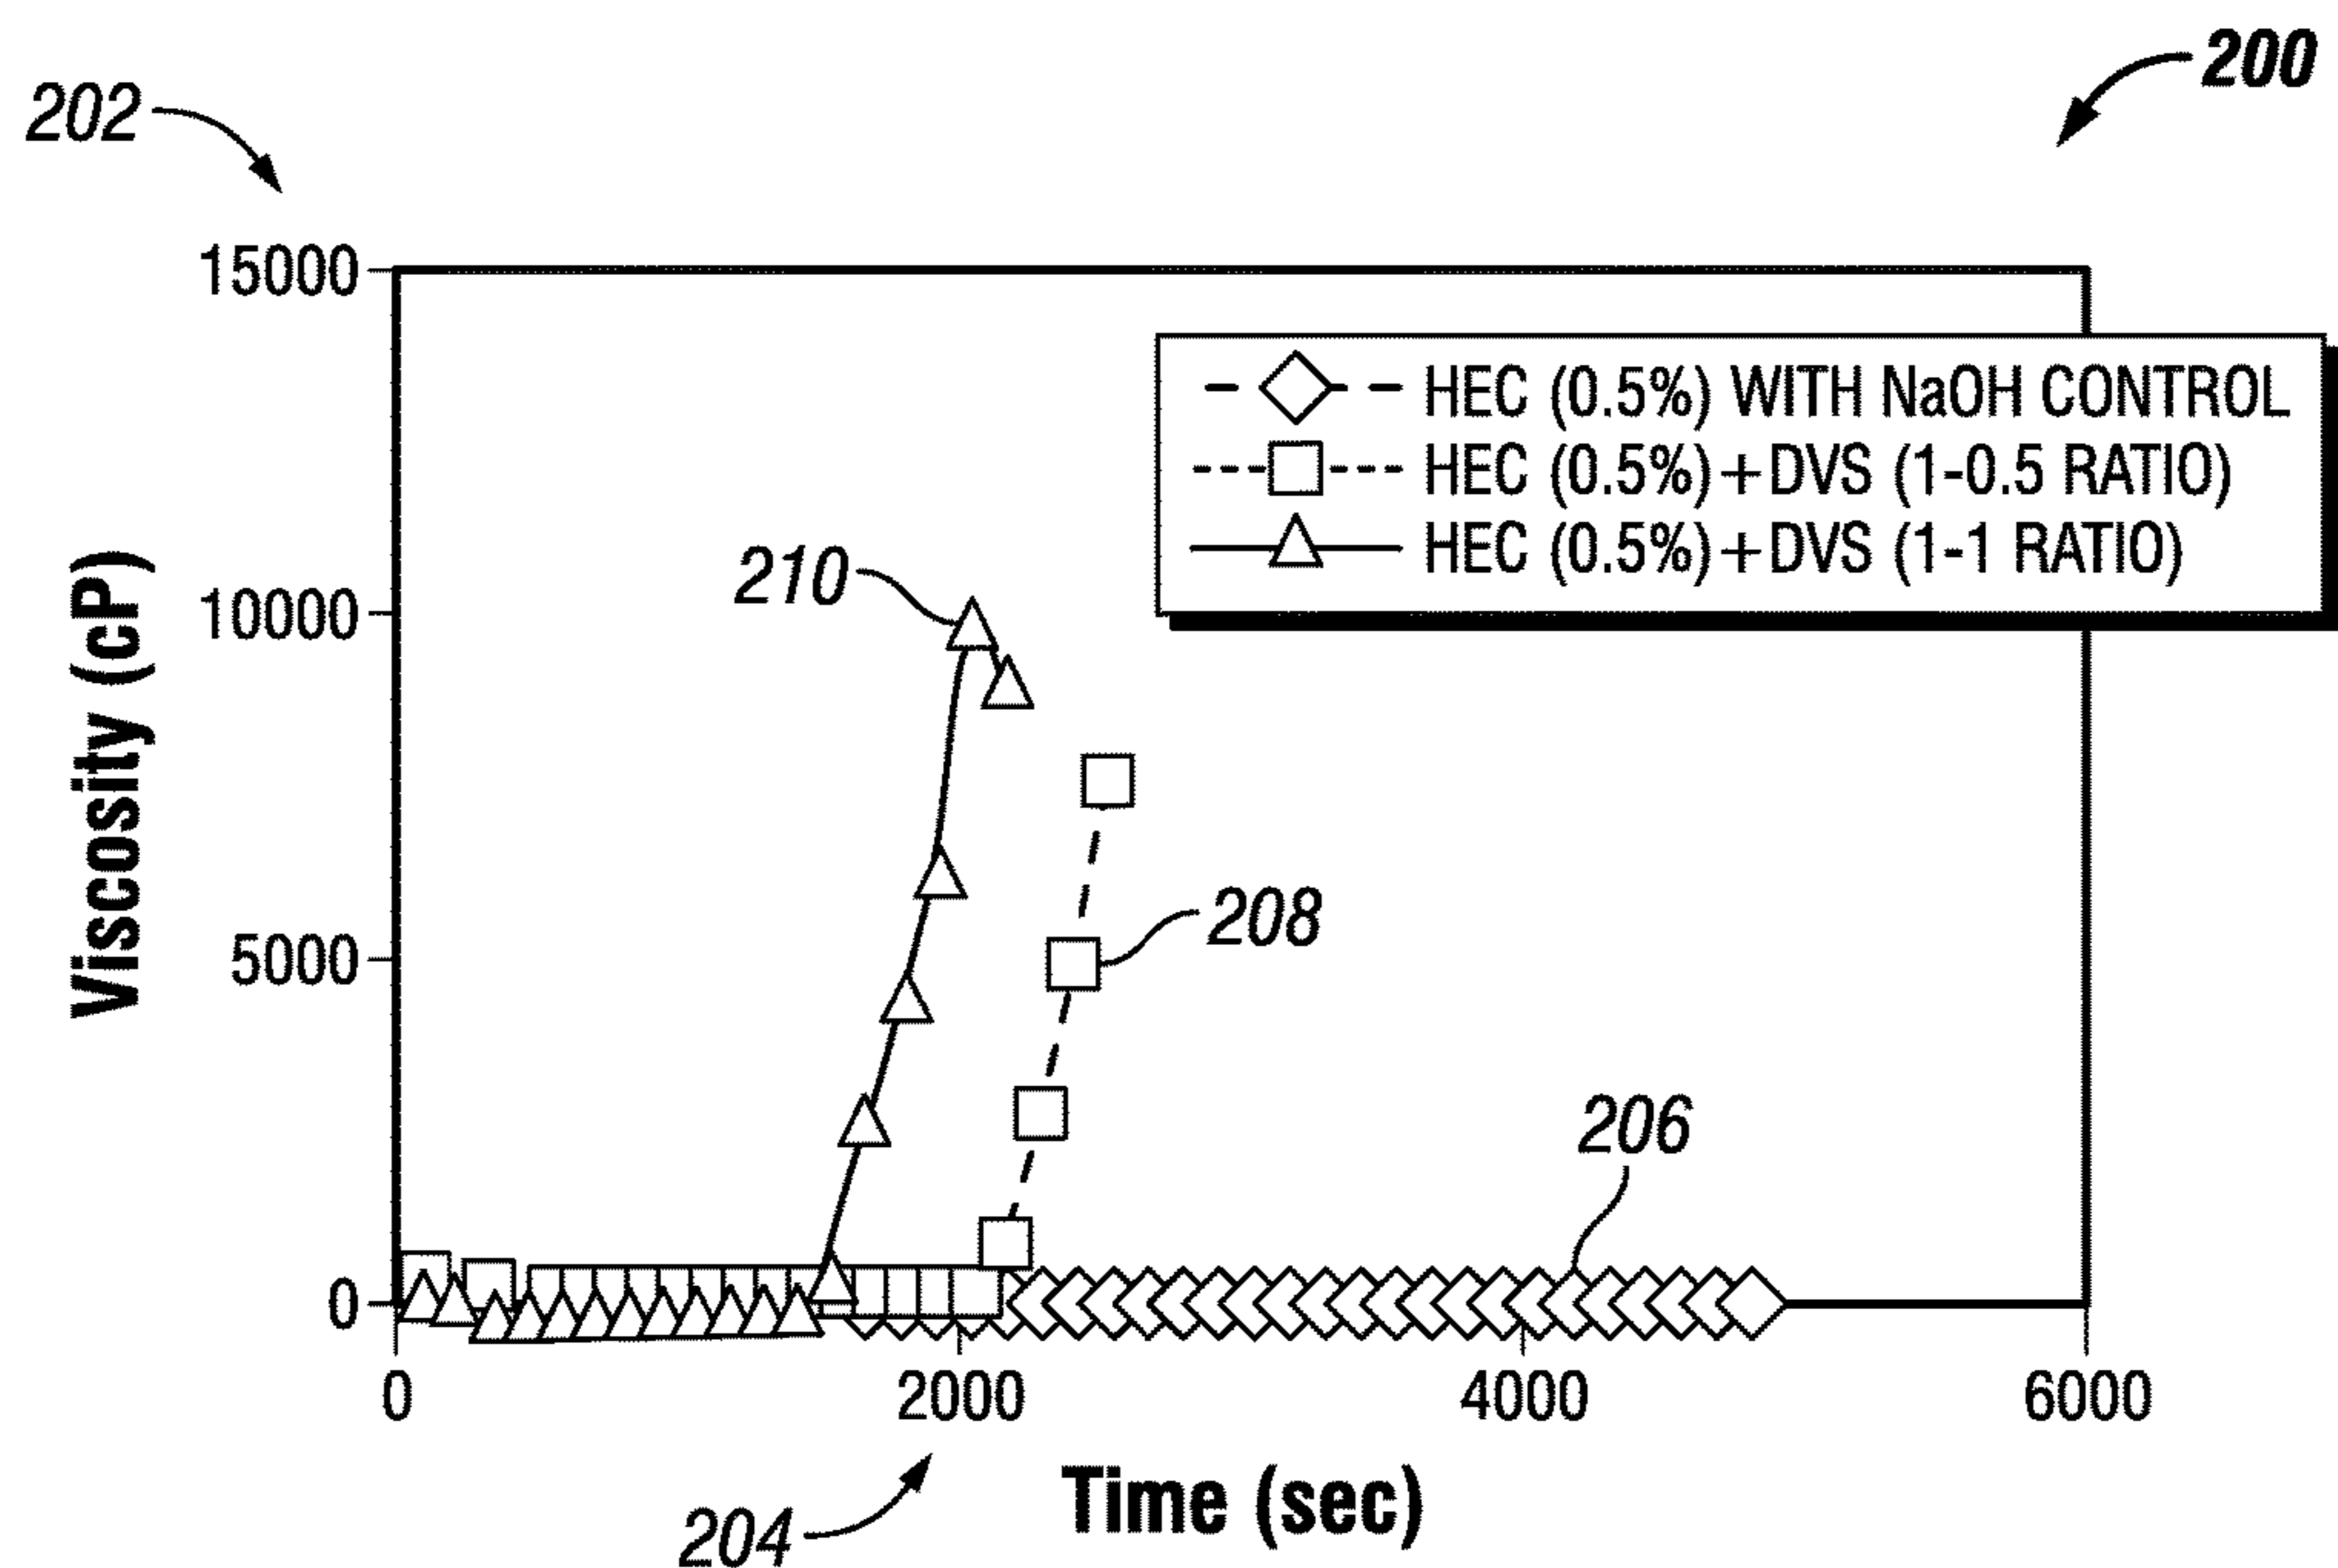 200
202
15000
HEC (0.5%) WITH NaOH CONTROL
HEC (0.5%)+DVS (1-0.5 RATIO)
HEC (0.5%)+DVS (1-1 RATIO)
210
10000
Viscosity (cP)
208
5000
206
0
0 2000 4000 6000
Time (sec)
204